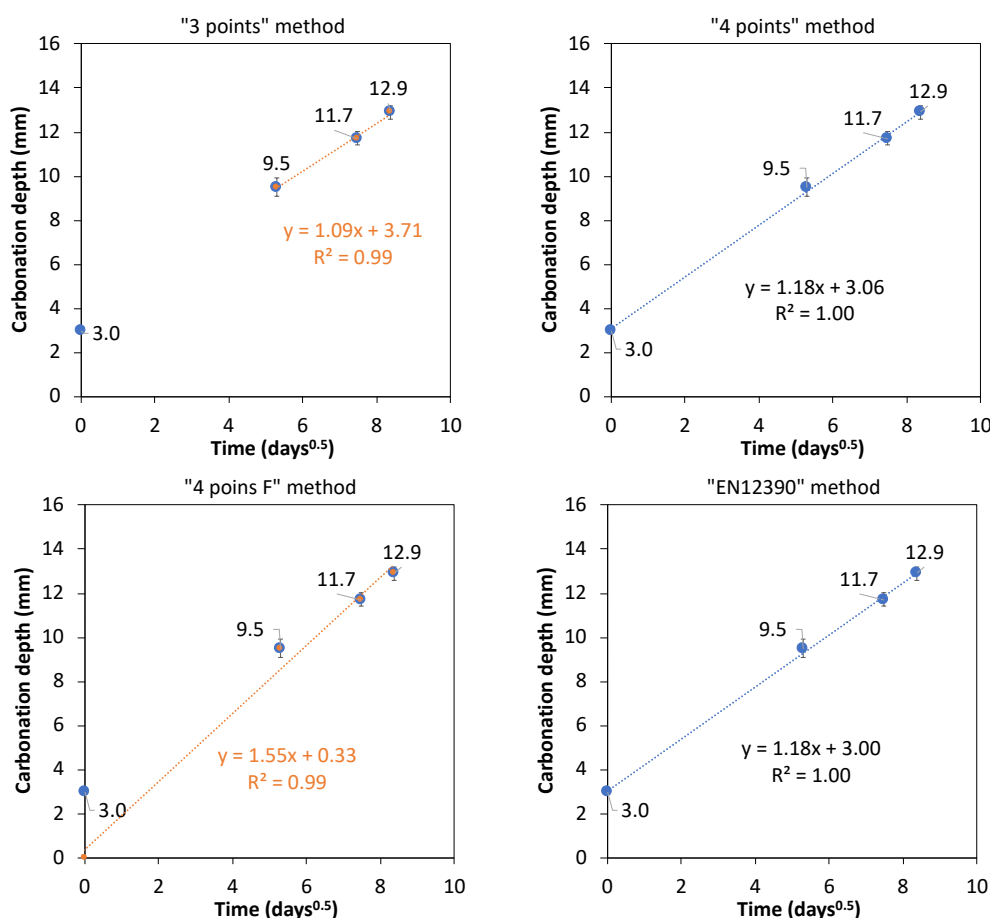 "3 points" method
Carbonation depth (mm)
16
14
12
10
8
6
4
2
0
12.9
11.7
9.5
y = 1.09x + 3.71
R² = 0.99
3.0
0 2 4 6 8 10
Time (days⁰·⁵)
"4 points" method
Carbonation depth (mm)
16
14
12
10
8
6
4
2
0
12.9
11.7
9.5
y = 1.18x + 3.06
R² = 1.00
3.0
0 2 4 6 8 10
Time (days⁰·⁵)
"4 poins F" method
Carbonation depth (mm)
16
14
12
10
8
6
4
2
0
12.9
11.7
9.5
y = 1.55x + 0.33
R² = 0.99
3.0
0 2 4 6 8 10
Time (days⁰·⁵)
"EN12390" method
Carbonation depth (mm)
16
14
12
10
8
6
4
2
0
12.9
11.7
9.5
y = 1.18x + 3.00
R² = 1.00
3.0
0 2 4 6 8 10
Time (days⁰·⁵)